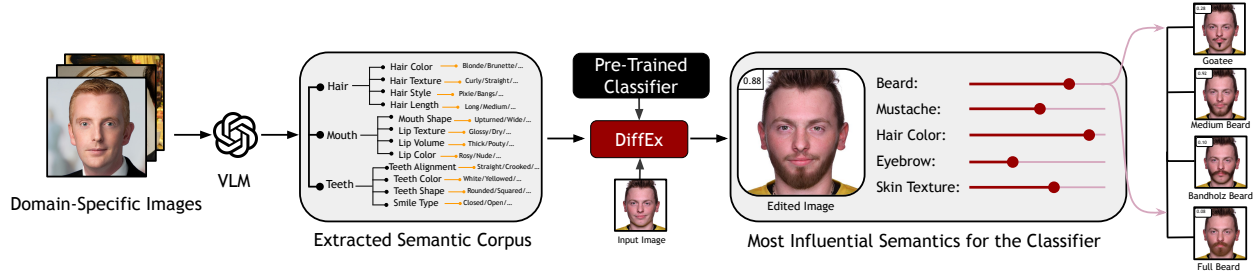 Domain-Specific Images
VLM
Hair
Hair Color Blonde/Brunette/...
Hair Texture Curly/Straight/...
Hair Style Pixie/Bangs/...
Hair Length Long/Medium/...
Mouth
Mouth Shape Upturned/Wide/...
Lip Texture Glossy/Dry/...
Lip Volume Thick/Pouty/...
Lip Color Rosy/Nude/...
Teeth
Teeth Alignment Straight/Crooked/...
Teeth Color White/Yellowed/...
Teeth Shape Rounded/Squared/...
Smile Type Closed/Open/...
Extracted Semantic Corpus
Pre-Trained
Classifier
DiffEx
Input Image
0.88
Edited Image
Beard:
Mustache:
Hair Color:
Eyebrow:
Skin Texture:
Most Influential Semantics for the Classifier
Goatee
0.92
Medium Beard
0.10
Bandholz Beard
Full Beard